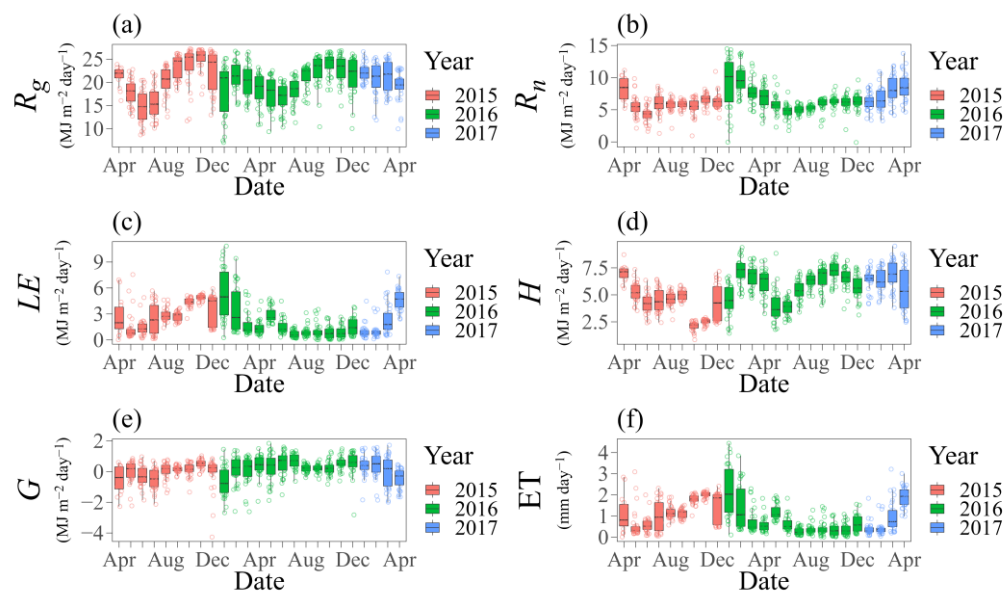 (a)
R_g
(MJ m⁻² day⁻¹)
25
20
15
10
Apr Aug Dec Apr Aug Dec Apr
Date
Year
2015
2016
2017
(b)
R_n
(MJ m⁻² day⁻¹)
15
10
5
0
Apr Aug Dec Apr Aug Dec Apr
Date
Year
2015
2016
2017
(c)
LE
(MJ m⁻² day⁻¹)
9
6
3
0
Apr Aug Dec Apr Aug Dec Apr
Date
Year
2015
2016
2017
(d)
H
(MJ m⁻² day⁻¹)
7.5
5.0
2.5
Apr Aug Dec Apr Aug Dec Apr
Date
Year
2015
2016
2017
(e)
G
(MJ m⁻² day⁻¹)
2
0
−2
−4
Apr Aug Dec Apr Aug Dec Apr
Date
Year
2015
2016
2017
(f)
ET
(mm day⁻¹)
4
3
2
1
0
Apr Aug Dec Apr Aug Dec Apr
Date
Year
2015
2016
2017